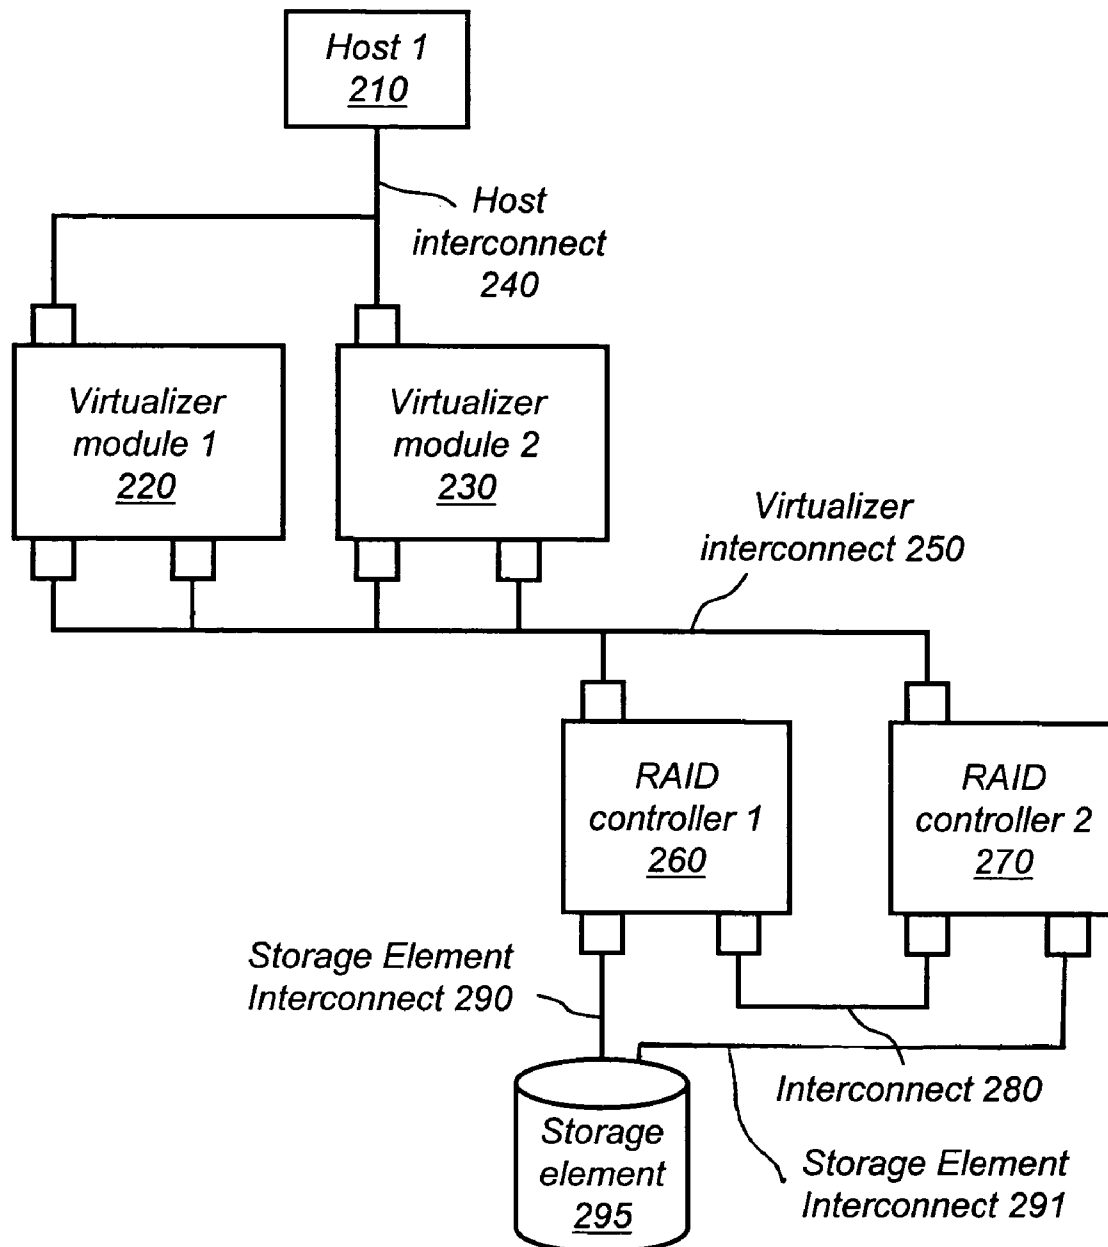 Host 1
210
Host
interconnect
240
Virtualizer
module 1
220
Virtualizer
module 2
230
Virtualizer
interconnect 250
RAID
controller 1
260
RAID
controller 2
270
Storage Element
Interconnect 290
Interconnect 280
Storage
element
295
Storage Element
Interconnect 291